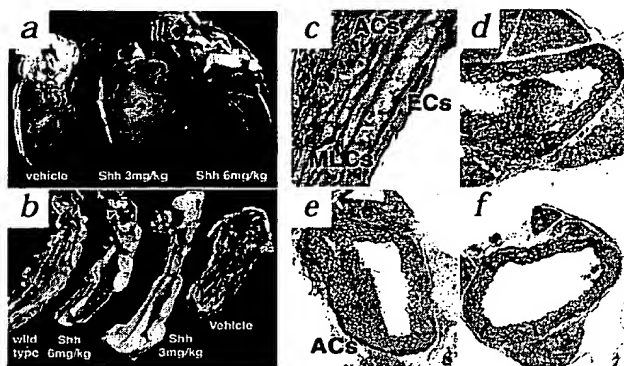 a
vehicle Shh 3mg/kg Shh 6mg/kg
b
wild type Shh 6mg/kg Shh 3mg/kg Vehicle
c
ACs
ECs
MLCs
d
e
ACs
f